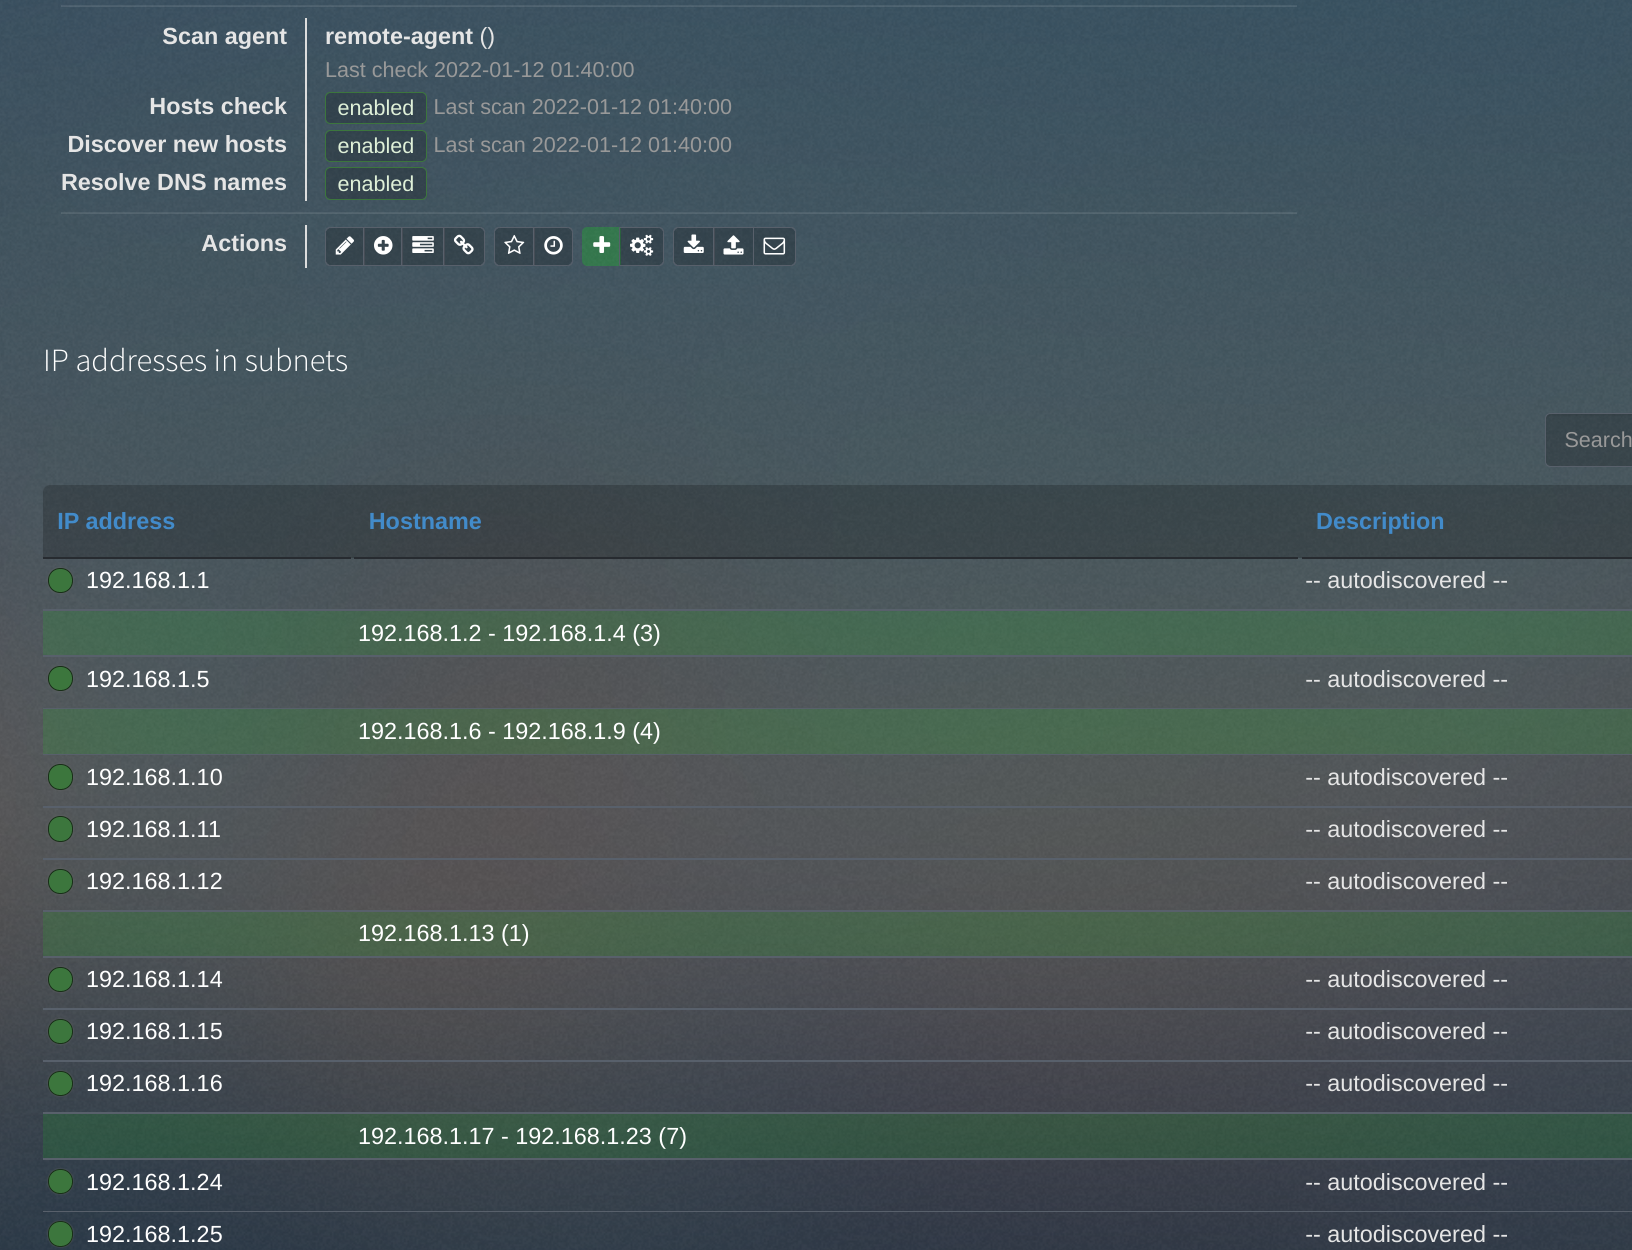 Scan agent remote-agent ()
Last check 2022-01-12 01:40:00
Hosts check enabled Last scan 2022-01-12 01:40:00
Discover new hosts enabled Last scan 2022-01-12 01:40:00
Resolve DNS names enabled
Actions
IP addresses in subnets
Search
IP address Hostname Description
192.168.1.1 -- autodiscovered --
192.168.1.2 - 192.168.1.4 (3)
192.168.1.5 -- autodiscovered --
192.168.1.6 - 192.168.1.9 (4)
192.168.1.10 -- autodiscovered --
192.168.1.11 -- autodiscovered --
192.168.1.12 -- autodiscovered --
192.168.1.13 (1)
192.168.1.14 -- autodiscovered --
192.168.1.15 -- autodiscovered --
192.168.1.16 -- autodiscovered --
192.168.1.17 - 192.168.1.23 (7)
192.168.1.24 -- autodiscovered --
192.168.1.25 -- autodiscovered --